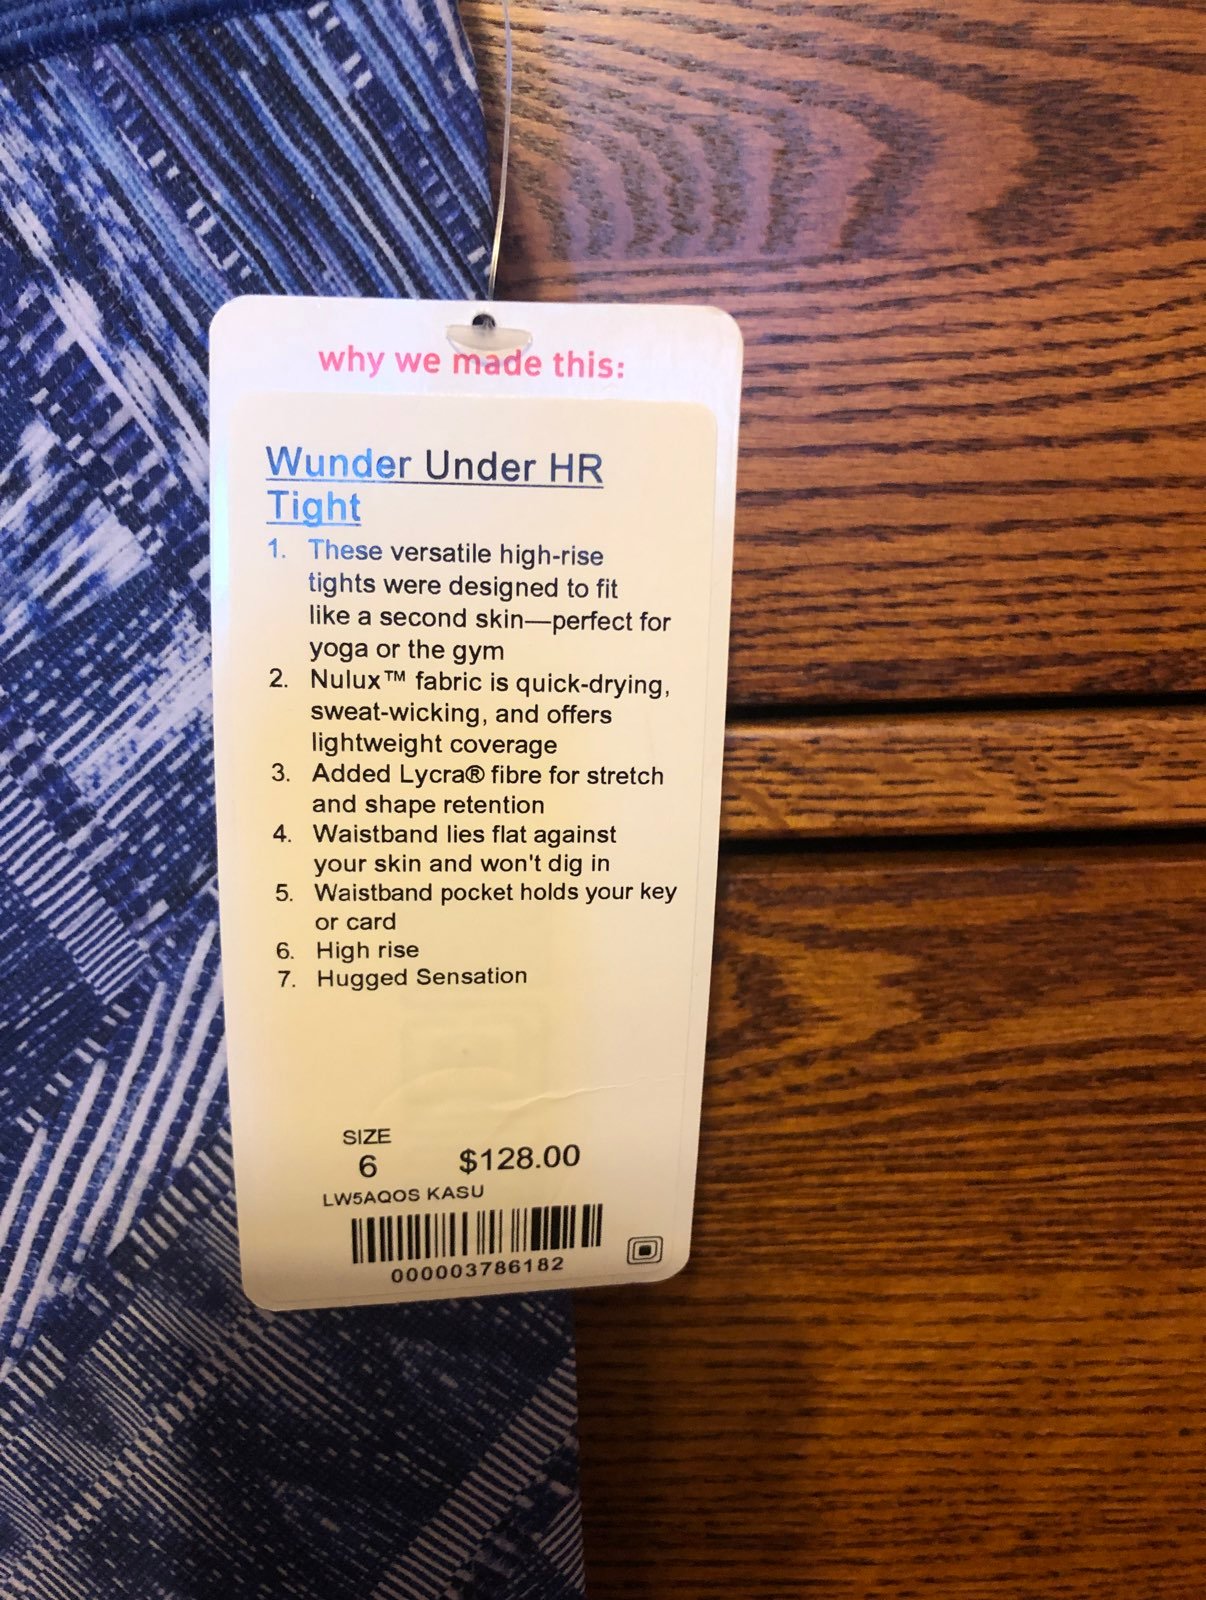 why we made this:
Wunder Under HR
Tight
1. These versatile high-rise
tights were designed to fit
like a second skin—perfect for
yoga or the gym
2. Nulux™ fabric is quick-drying,
sweat-wicking, and offers
lightweight coverage
3. Added Lycra® fibre for stretch
and shape retention
4. Waistband lies flat against
your skin and won't dig in
5. Waistband pocket holds your key
or card
6. High rise
7. Hugged Sensation
SIZE
6 $128.00
LW5AQOS KASU
000003786182